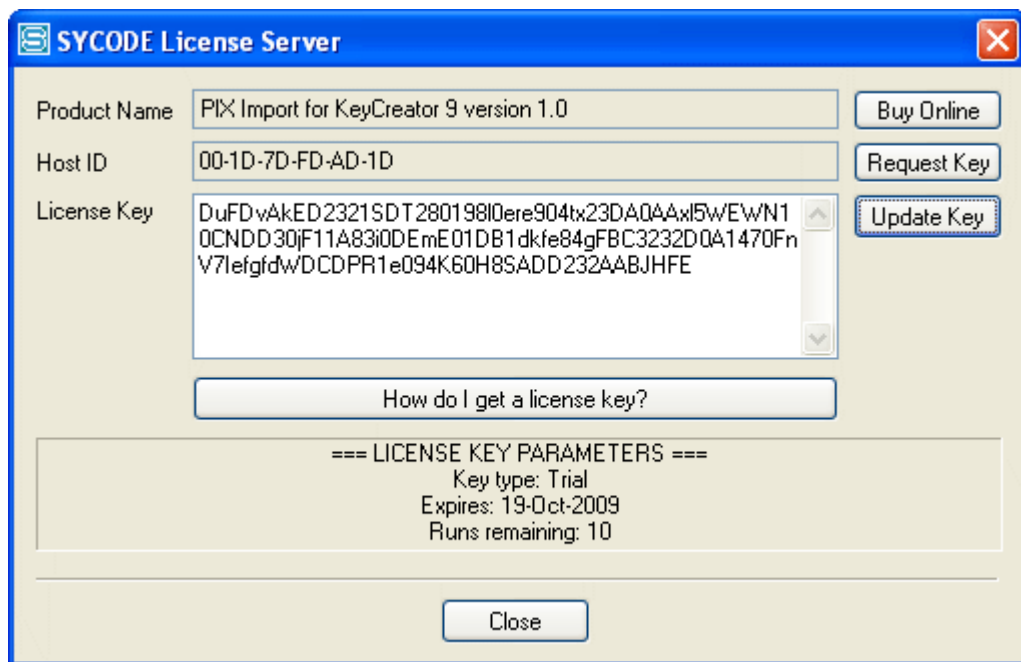 SYCODE License Server
Product Name
PIX Import for KeyCreator 9 version 1.0
Buy Online
Host ID
00-1D-7D-FD-AD-1D
Request Key
License Key
DuFDvAkED2321SDT280198I0ere904tx23DA0AAxI5WEWN1
0CNDD30jF11A83i0DEmE01DB1dkfe84gFBC3232D0A1470Fn
V7IefgfdWDCDPR1e094K60H8SADD232AABJHFE
Update Key
How do I get a license key?
=== LICENSE KEY PARAMETERS ===
Key type: Trial
Expires: 19-Oct-2009
Runs remaining: 10
Close